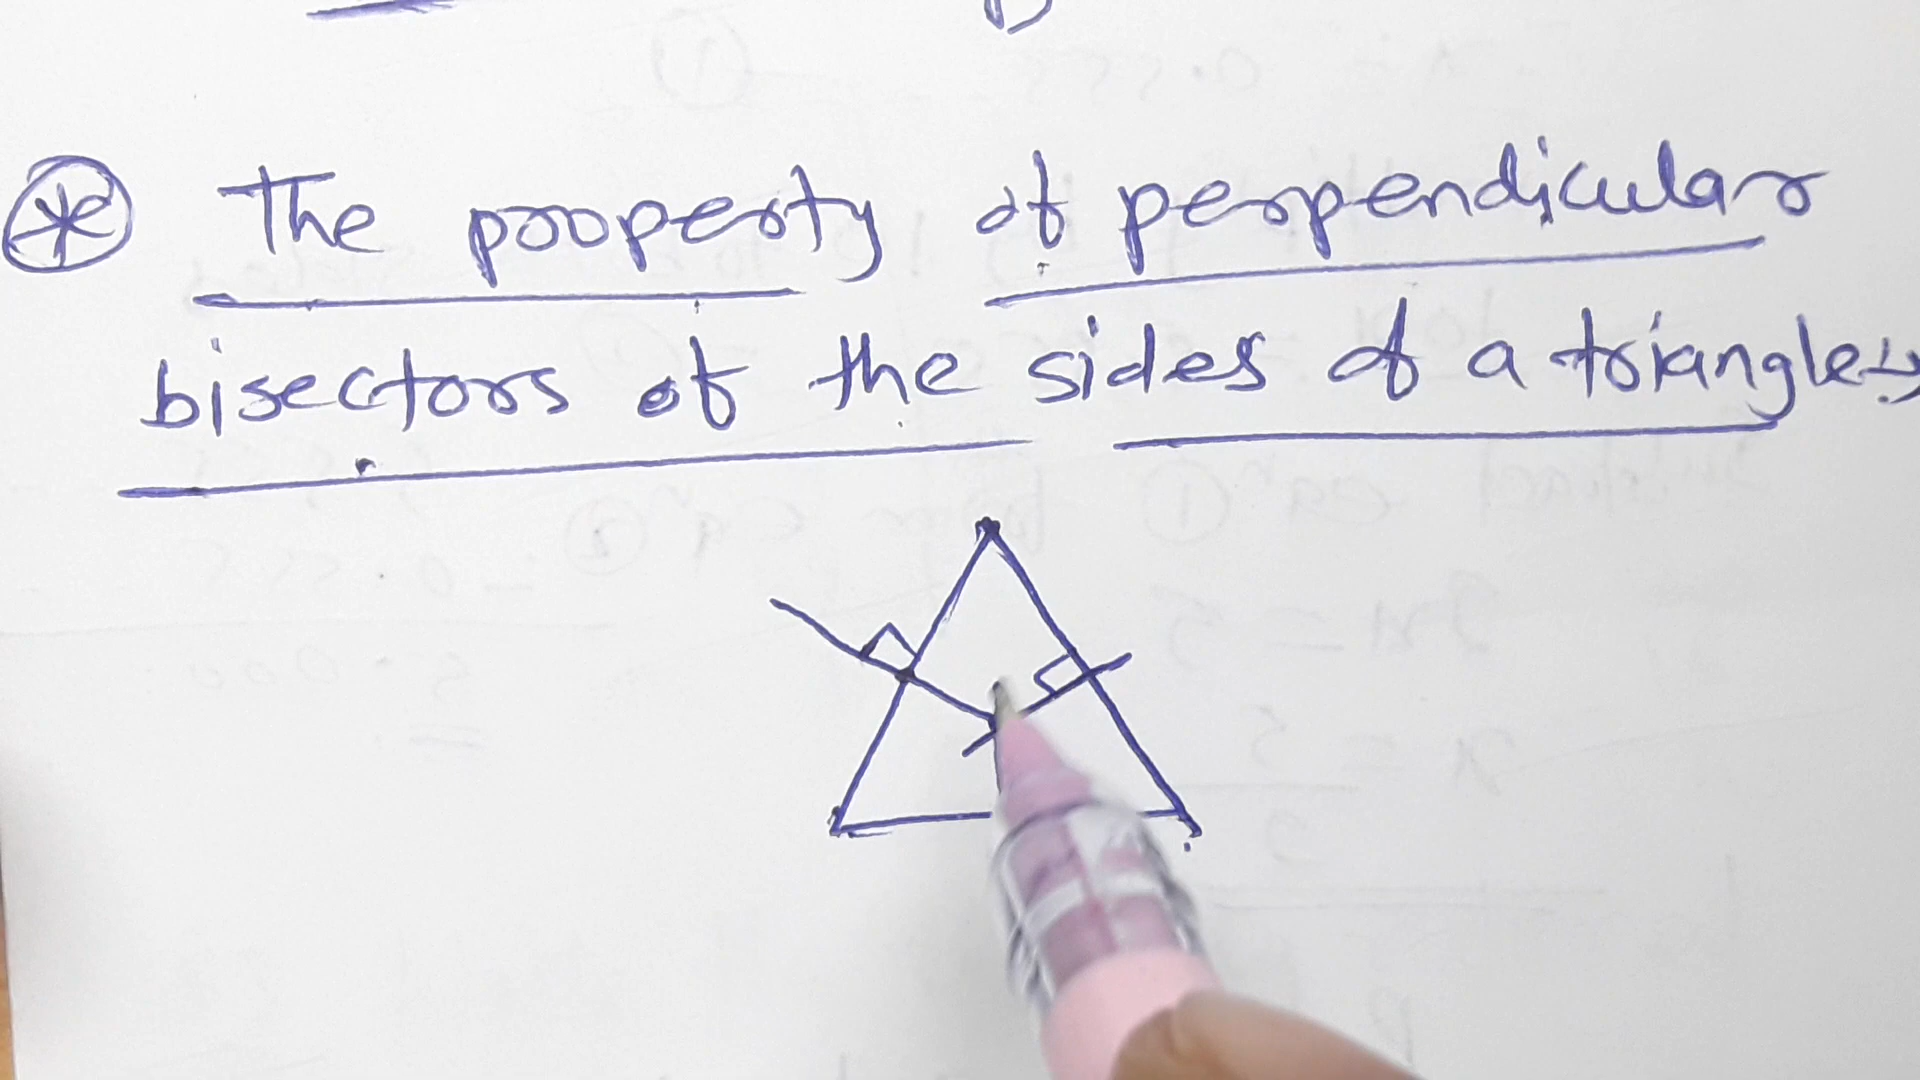 The property of perpendicular
bisectors of the sides of a triangle